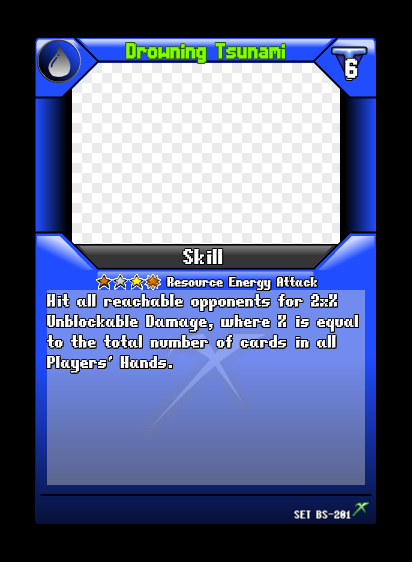 Drowning Tsunami
6
Skill
Resource Energy Attack
Hit all reachable opponents for 2xX
Unblockable Damage, where X is equal
to the total number of cards in all
Players' Hands.
SET BS-201